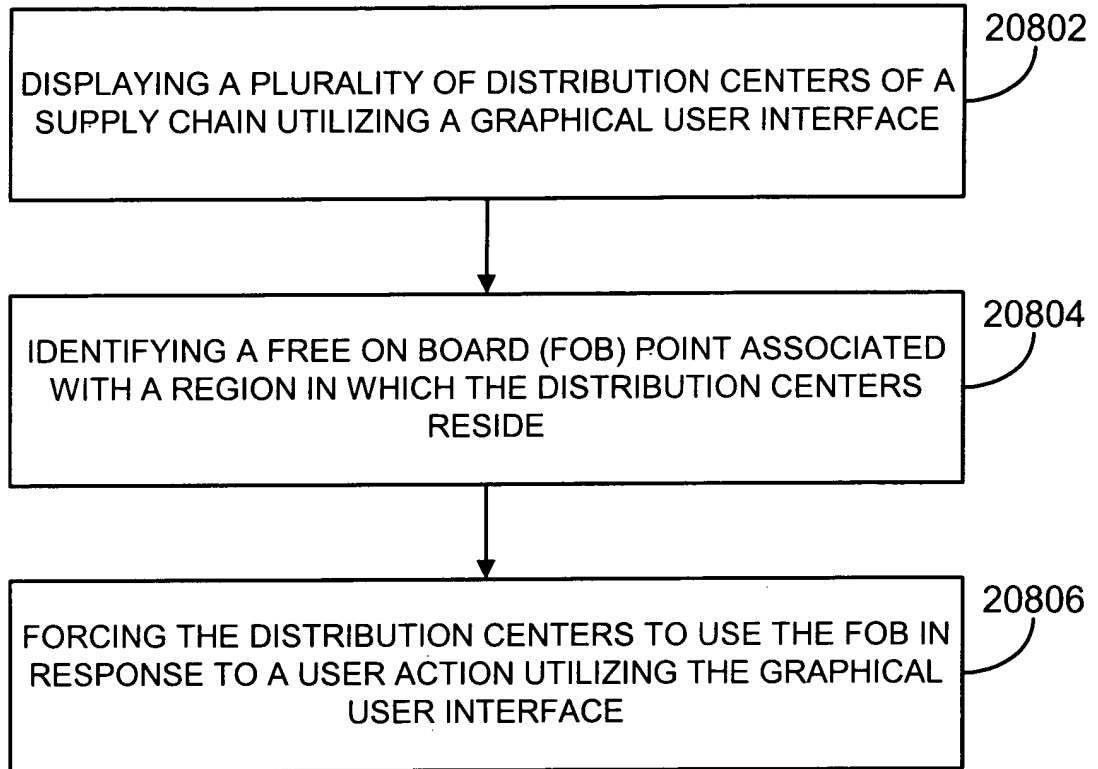 20802
DISPLAYING A PLURALITY OF DISTRIBUTION CENTERS OF A
SUPPLY CHAIN UTILIZING A GRAPHICAL USER INTERFACE
20804
IDENTIFYING A FREE ON BOARD (FOB) POINT ASSOCIATED
WITH A REGION IN WHICH THE DISTRIBUTION CENTERS
RESIDE
20806
FORCING THE DISTRIBUTION CENTERS TO USE THE FOB IN
RESPONSE TO A USER ACTION UTILIZING THE GRAPHICAL
USER INTERFACE